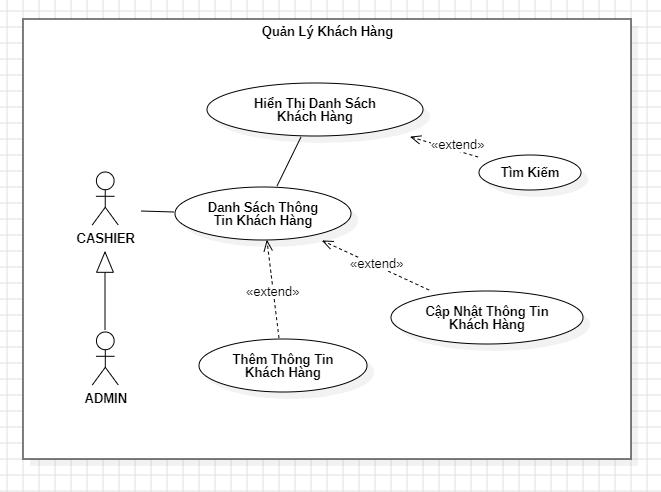 Quản Lý Khách Hàng
Hiển Thị Danh Sách
Khách Hàng
«extend»
Tìm Kiếm
Danh Sách Thông
Tin Khách Hàng
CASHIER
«extend»
«extend»
Cập Nhật Thông Tin
Khách Hàng
Thêm Thông Tin
Khách Hàng
ADMIN